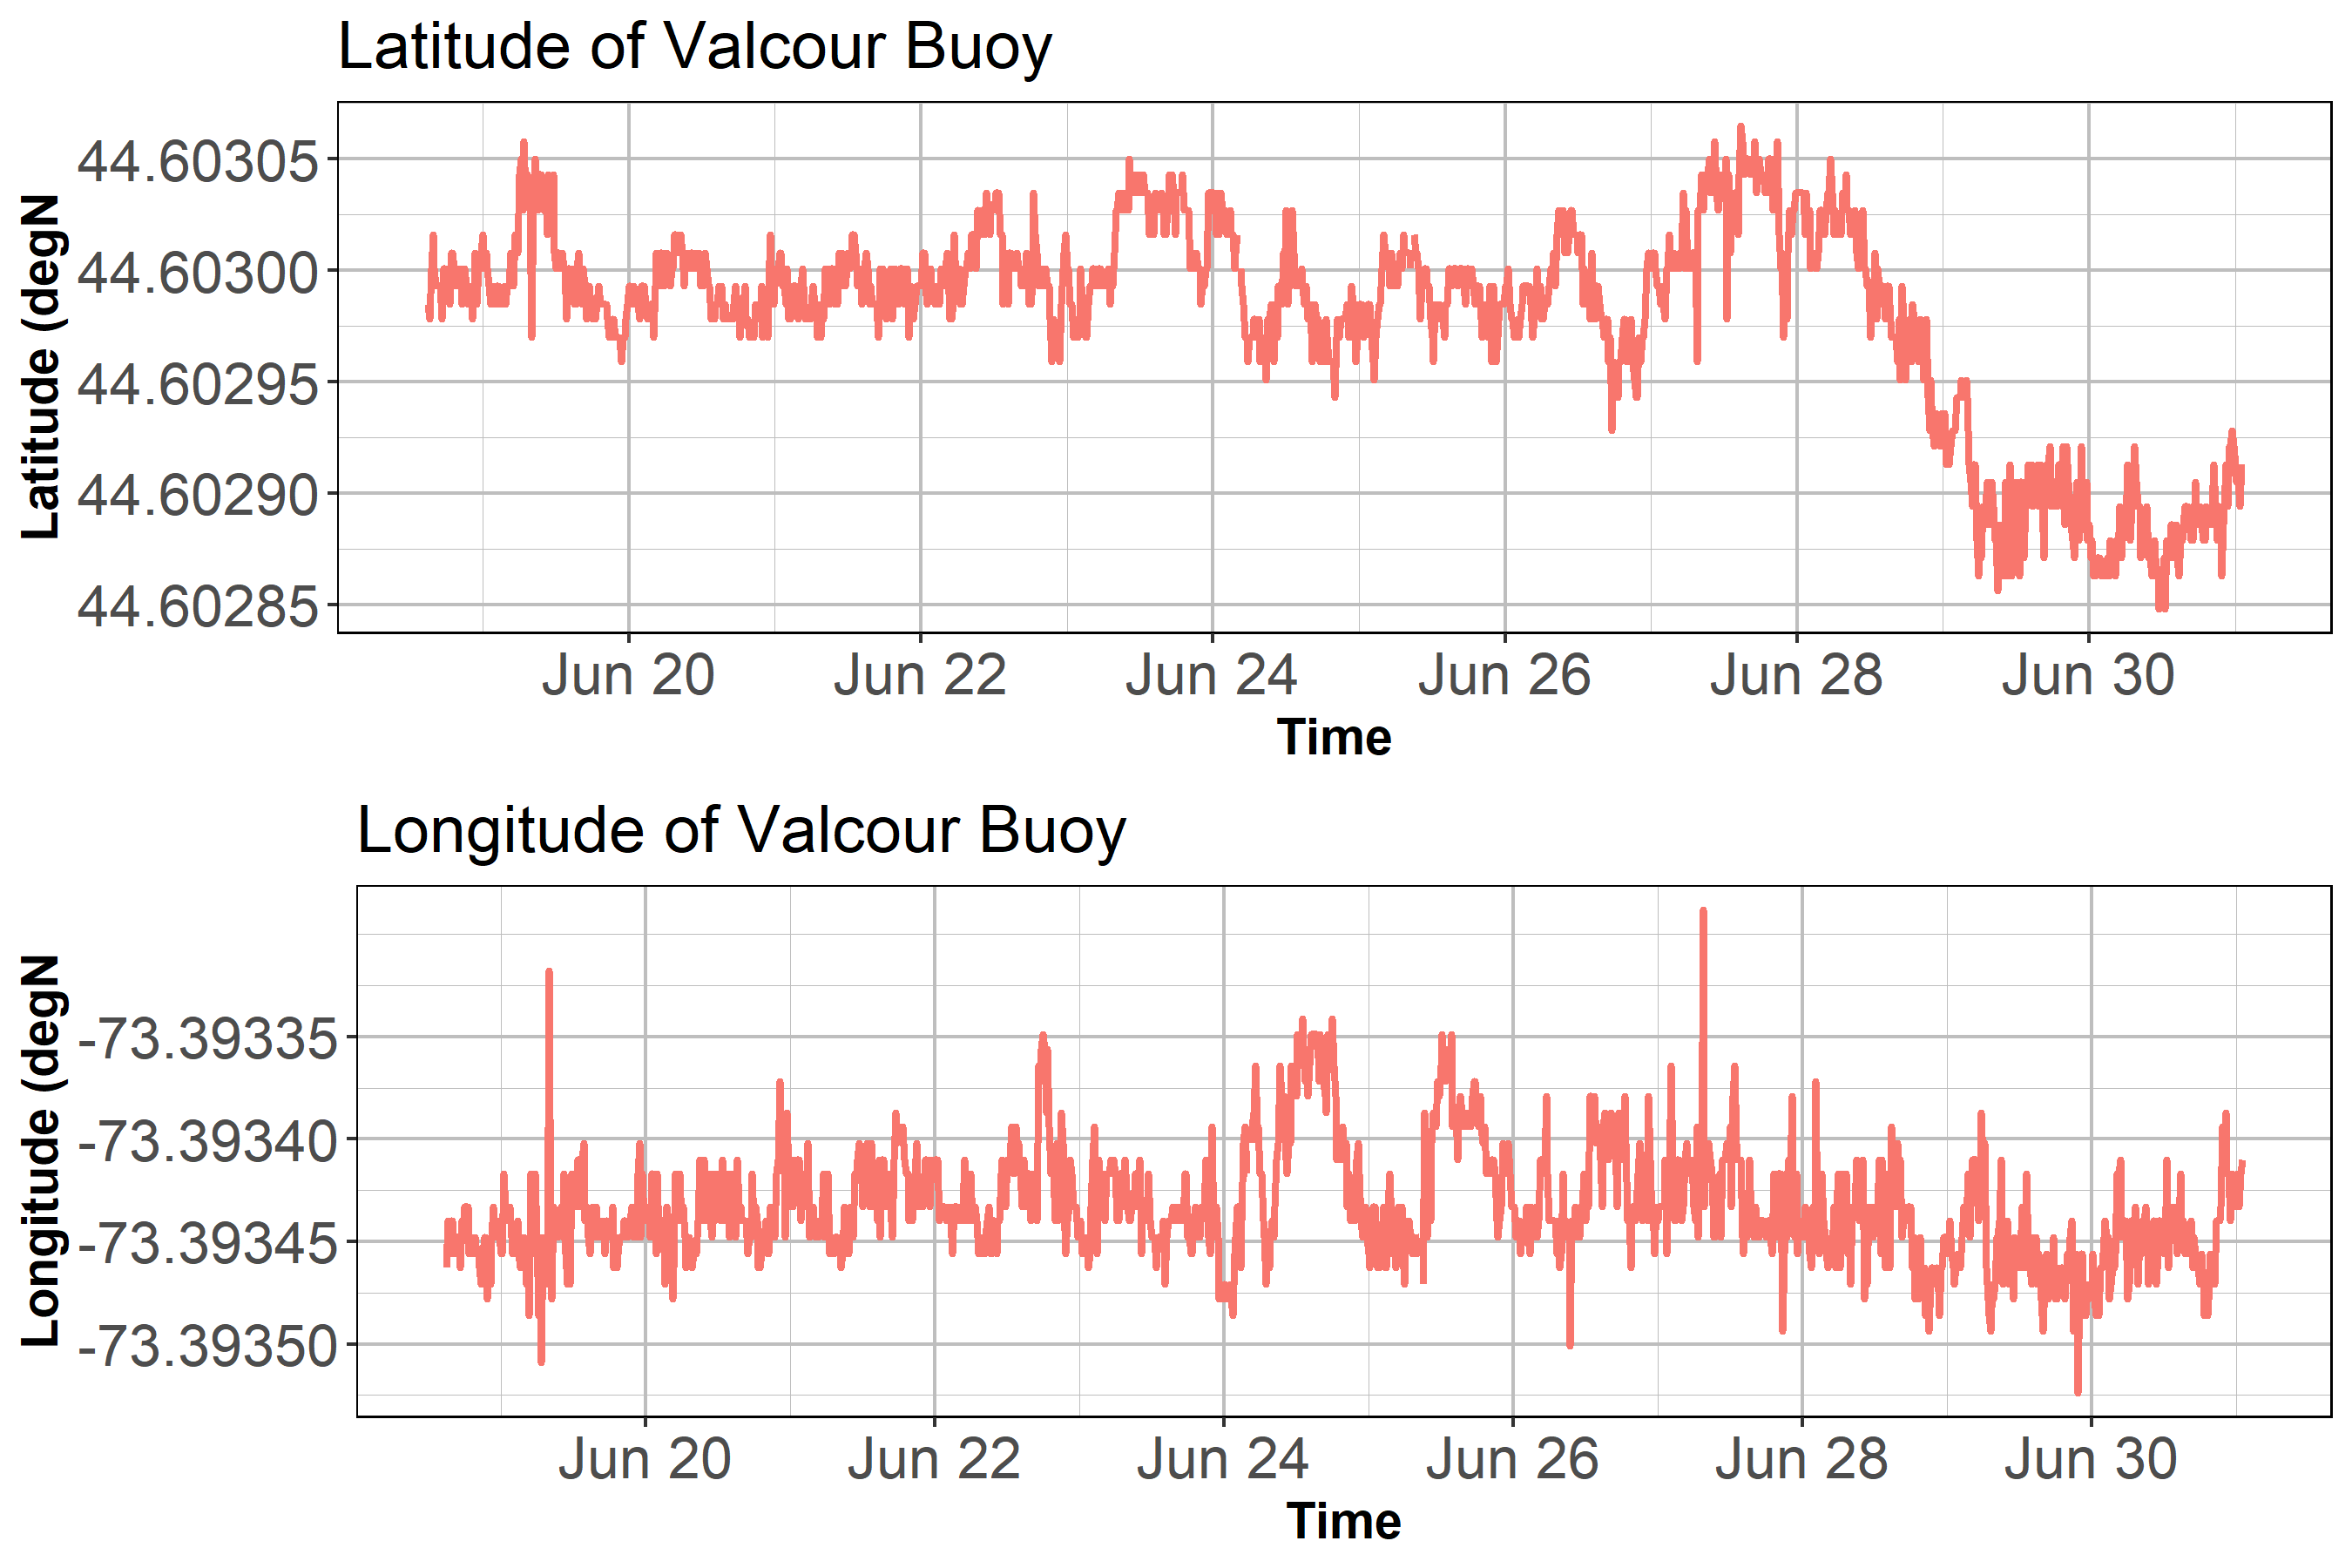 Latitude of Valcour Buoy
Latitude (degN
44.60305
44.60300
44.60295
44.60290
44.60285
Jun 20 Jun 22 Jun 24 Jun 26 Jun 28 Jun 30
Time
Longitude of Valcour Buoy
Longitude (degN
-73.39335
-73.39340
-73.39345
-73.39350
Jun 20 Jun 22 Jun 24 Jun 26 Jun 28 Jun 30
Time